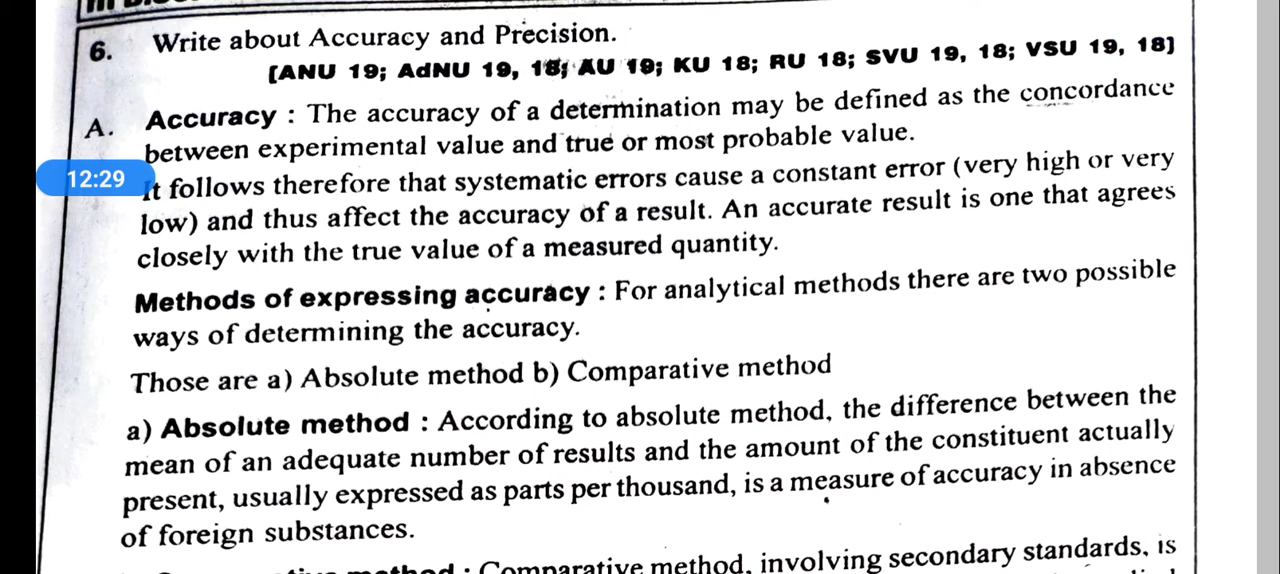 6. Write about Accuracy and Precision.
[ANU 19; AdNU 19, 18; AU 19; KU 18; RU 18; SVU 19, 18; VSU 19, 18]
A. Accuracy : The accuracy of a determination may be defined as the concordance
between experimental value and true or most probable value.
12:29
It follows therefore that systematic errors cause a constant error (very high or very
low) and thus affect the accuracy of a result. An accurate result is one that agrees
closely with the true value of a measured quantity.
Methods of expressing accuracy : For analytical methods there are two possible
ways of determining the accuracy.
Those are a) Absolute method b) Comparative method
a) Absolute method : According to absolute method, the difference between the
mean of an adequate number of results and the amount of the constituent actually
present, usually expressed as parts per thousand, is a measure of accuracy in absence
of foreign substances.
method : Comparative method, involving secondary standards, is